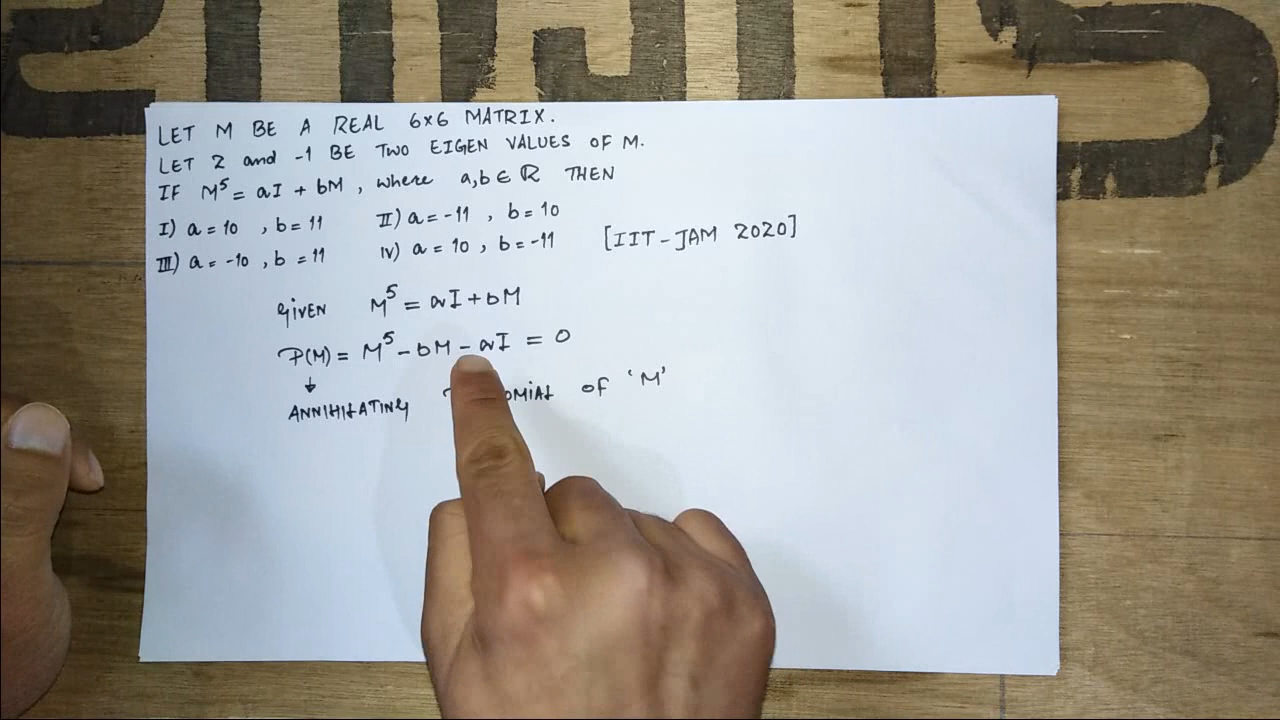 LET M BE A REAL 6×6 MATRIX.
LET 2 and -1 BE TWO EIGEN VALUES OF M.
IF M⁵ = aI + bM , where a,b ∈ ℝ THEN
I) a = 10 , b = 11 II) a = -11 , b = 10
III) a = -10 , b = 11 IV) a = 10 , b = -11 [IIT-JAM 2020]
GIVEN M⁵ = aI + bM
P(M) = M⁵ - bM - aI = 0
↓
ANNIHILATING OF 'M'